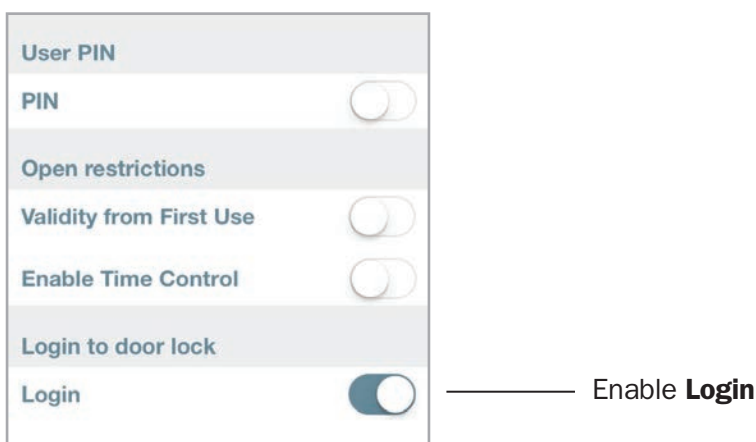 User PIN
PIN
Open restrictions
Validity from First Use
Enable Time Control
Login to door lock
Login
Enable Login